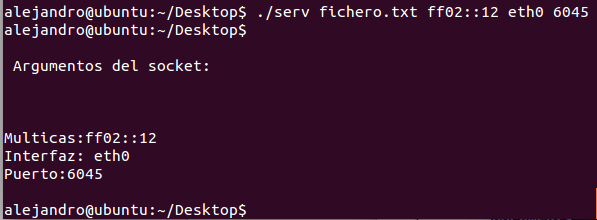 alejandro@ubuntu:~/Desktop$ ./serv fichero.txt ff02::12 eth0 6045
alejandro@ubuntu:~/Desktop$
Argumentos del socket:
Multicas:ff02::12
Interfaz: eth0
Puerto:6045
alejandro@ubuntu:~/Desktop$